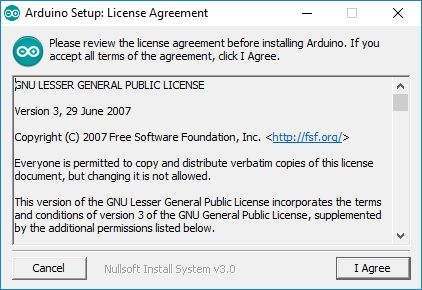 Arduino Setup: License Agreement
Please review the license agreement before installing Arduino. If you
accept all terms of the agreement, click I Agree.
GNU LESSER GENERAL PUBLIC LICENSE
Version 3, 29 June 2007
Copyright (C) 2007 Free Software Foundation, Inc. <http://fsf.org/>
Everyone is permitted to copy and distribute verbatim copies of this license
document, but changing it is not allowed.
This version of the GNU Lesser General Public License incorporates the terms
and conditions of version 3 of the GNU General Public License, supplemented
by the additional permissions listed below.
Cancel
Nullsoft Install System v3.0
I Agree